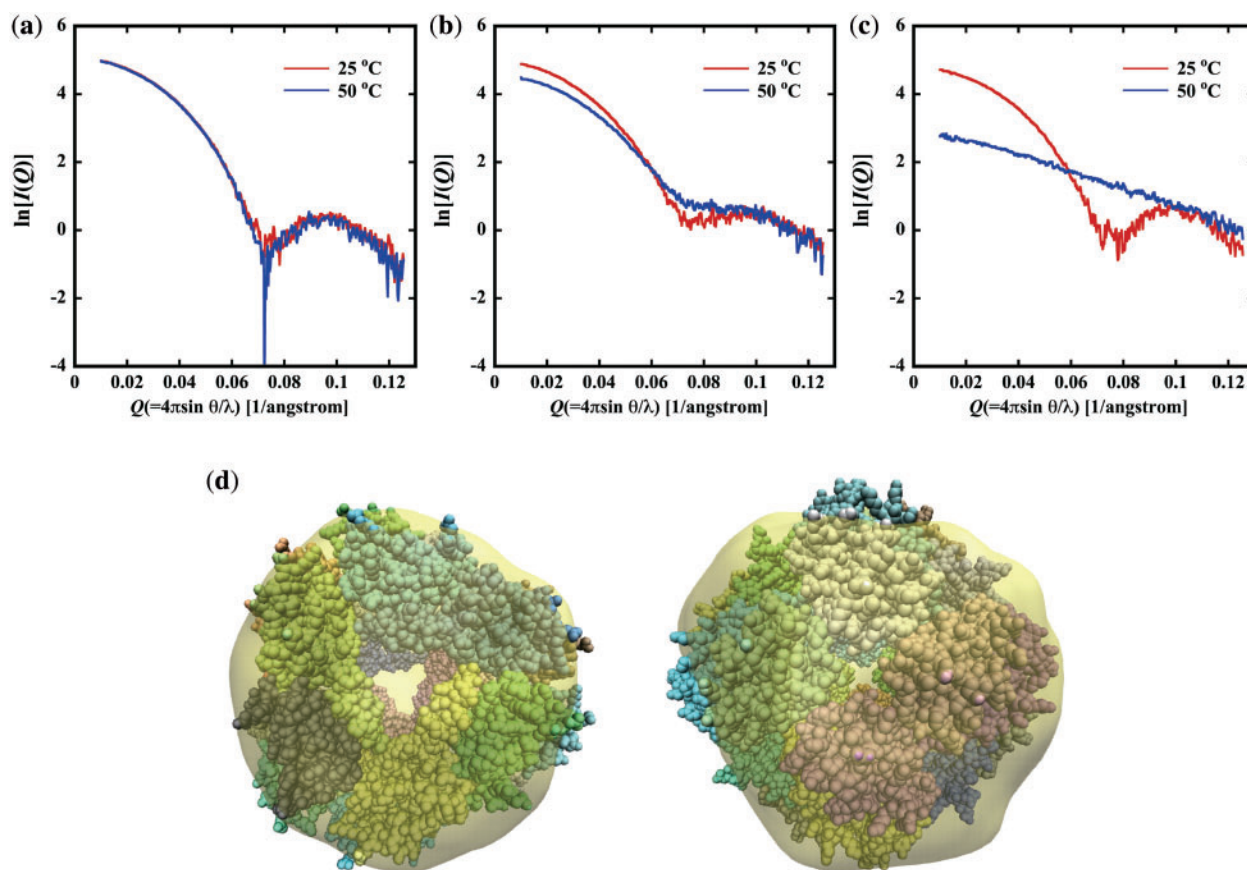 (a)
6
4
2
0
-2
-4
ln[I(Q)]
25 °C
50 °C
0 0.02 0.04 0.06 0.08 0.1 0.12
Q(=4πsin θ/λ) [1/angstrom]
(b)
6
4
2
0
-2
-4
ln[I(Q)]
25 °C
50 °C
0 0.02 0.04 0.06 0.08 0.1 0.12
Q(=4πsin θ/λ) [1/angstrom]
(c)
6
4
2
0
-2
-4
ln[I(Q)]
25 °C
50 °C
0 0.02 0.04 0.06 0.08 0.1 0.12
Q(=4πsin θ/λ) [1/angstrom]
(d)